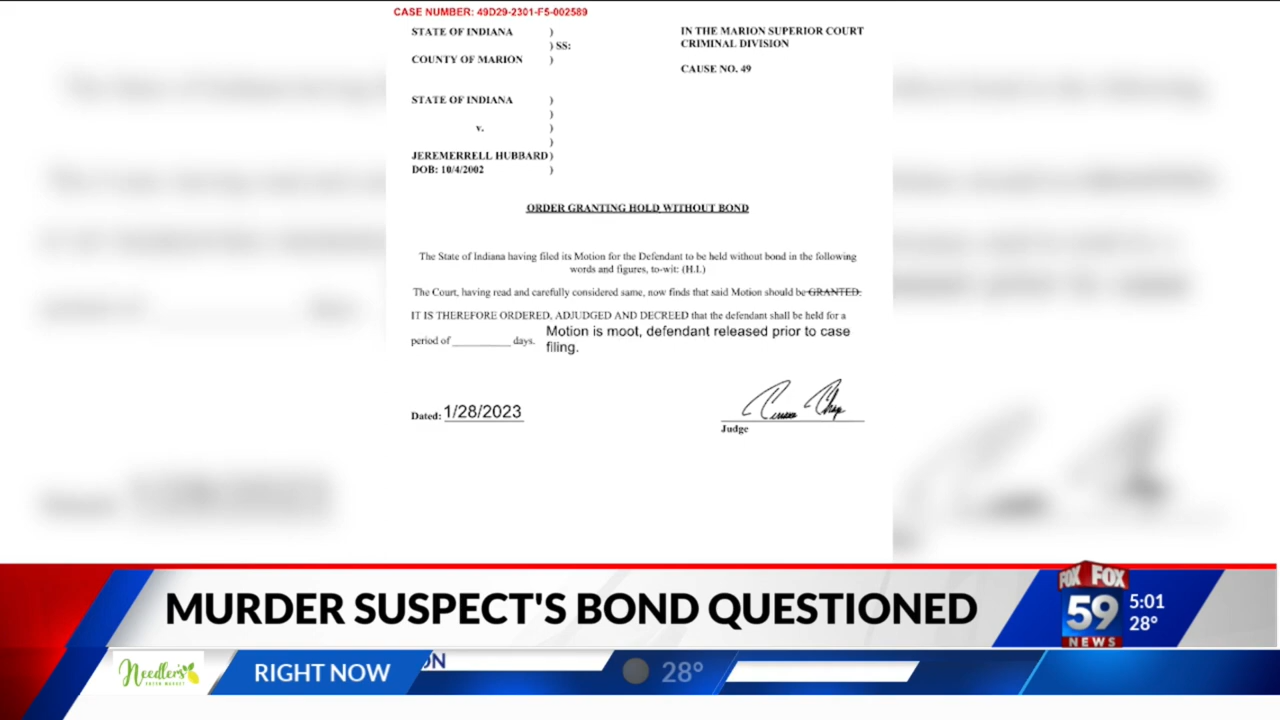 CASE NUMBER: 49D29-2301-F5-002589
STATE OF INDIANA )
) SS:
COUNTY OF MARION )
IN THE MARION SUPERIOR COURT
CRIMINAL DIVISION
CAUSE NO. 49
STATE OF INDIANA )
)
v. )
)
JEREMERRELL HUBBARD )
DOB: 10/4/2002 )
ORDER GRANTING HOLD WITHOUT BOND
The State of Indiana having filed its Motion for the Defendant to be held without bond in the following
words and figures, to-wit: (H.I.)
The Court, having read and carefully considered same, now finds that said Motion should be GRANTED.
IT IS THEREFORE ORDERED, ADJUDGED AND DECREED that the defendant shall be held for a
period of __________ days.
Motion is moot, defendant released prior to case
filing.
Dated: 1/28/2023
Judge
MURDER SUSPECT'S BOND QUESTIONED
FOX FOX
59
NEWS
5:01
28°
Needler's
FRESH MARKET
RIGHT NOW
ON
28°